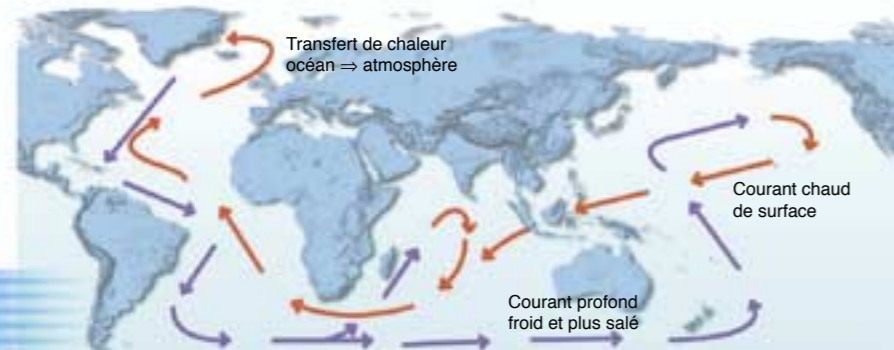 Transfert de chaleur
océan ⇒ atmosphère
Courant chaud
de surface
Courant profond
froid et plus salé